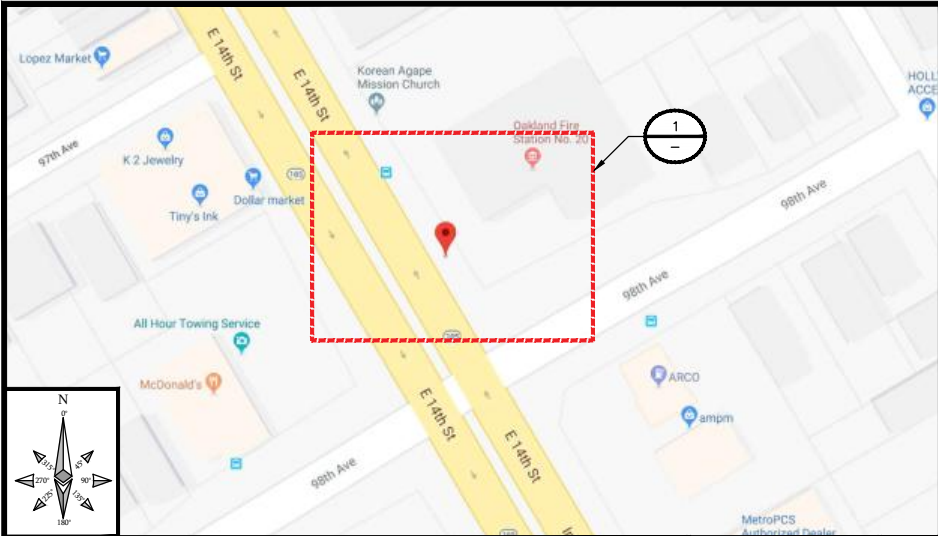 Lopez Market
E 14th St
E 14th St
Korean Agape
Mission Church
HOLL
ACCE
1
–
Oakland Fire
Station No. 20
97th Ave
K 2 Jewelry
185
Dollar market
Tiny's Ink
98th Ave
98th Ave
All Hour Towing Service
185
McDonald's
ARCO
ampm
E 14th St
E 14th St
98th Ave
N
0°
315°
45°
270°
90°
225°
135°
180°
MetroPCS
Authorized Dealer
185
In